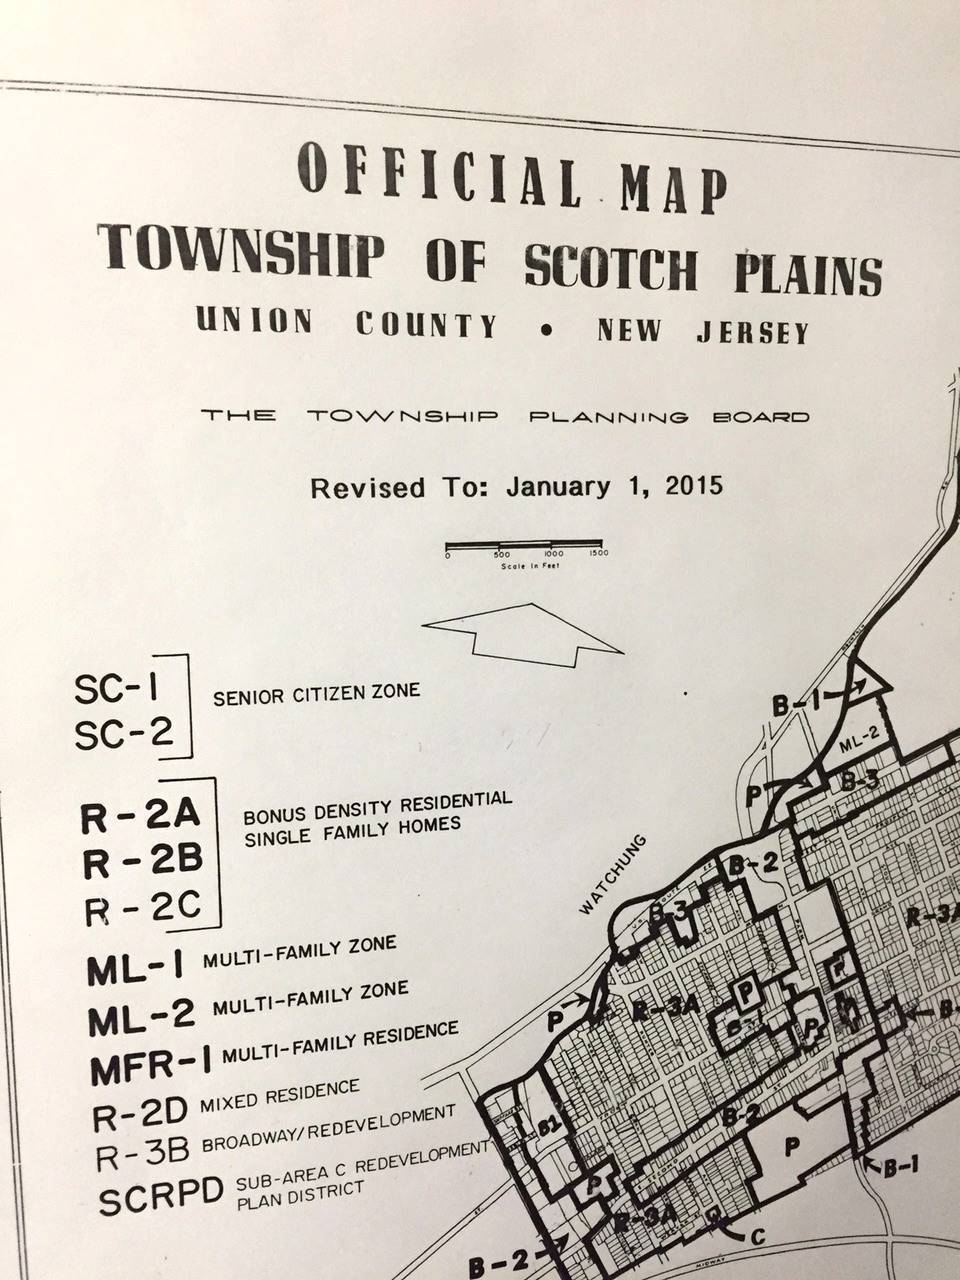 OFFICIAL MAP
TOWNSHIP OF SCOTCH PLAINS
UNION COUNTY • NEW JERSEY
THE TOWNSHIP PLANNING BOARD
Revised To: January 1, 2015
0 500 1000 1500
Scale In Feet
SC-1
SC-2
SENIOR CITIZEN ZONE
R-2A
R-2B
R-2C
BONUS DENSITY RESIDENTIAL
SINGLE FAMILY HOMES
ML-1 MULTI-FAMILY ZONE
ML-2 MULTI-FAMILY ZONE
MFR-1 MULTI-FAMILY RESIDENCE
R-2D MIXED RESIDENCE
R-3B BROADWAY/REDEVELOPMENT
SCRPD SUB-AREA C REDEVELOPMENT
PLAN DISTRICT
B-1
ML-2
P
B-3
WATCHUNG
B-2
B-3
R-3A
P
R-3A
P
B-1
P
P
B-
B1
B-2
P
B-1
P
R-3A
C
B-2
MIDWAY